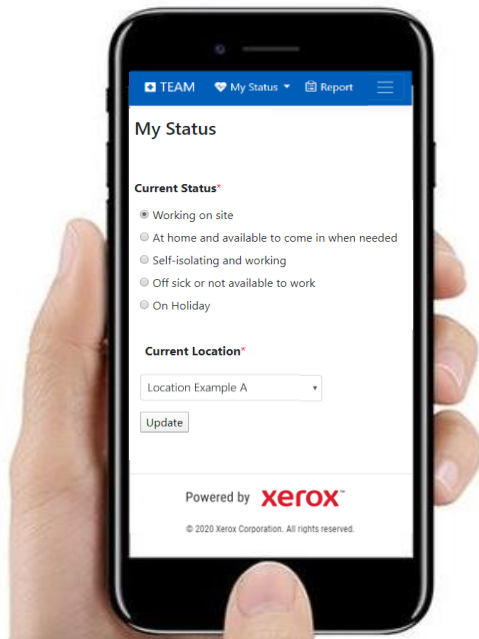 TEAM My Status Report
My Status
Current Status*
Working on site
At home and available to come in when needed
Self-isolating and working
Off sick or not available to work
On Holiday
Current Location*
Location Example A
Update
Powered by xerox™
© 2020 Xerox Corporation. All rights reserved.